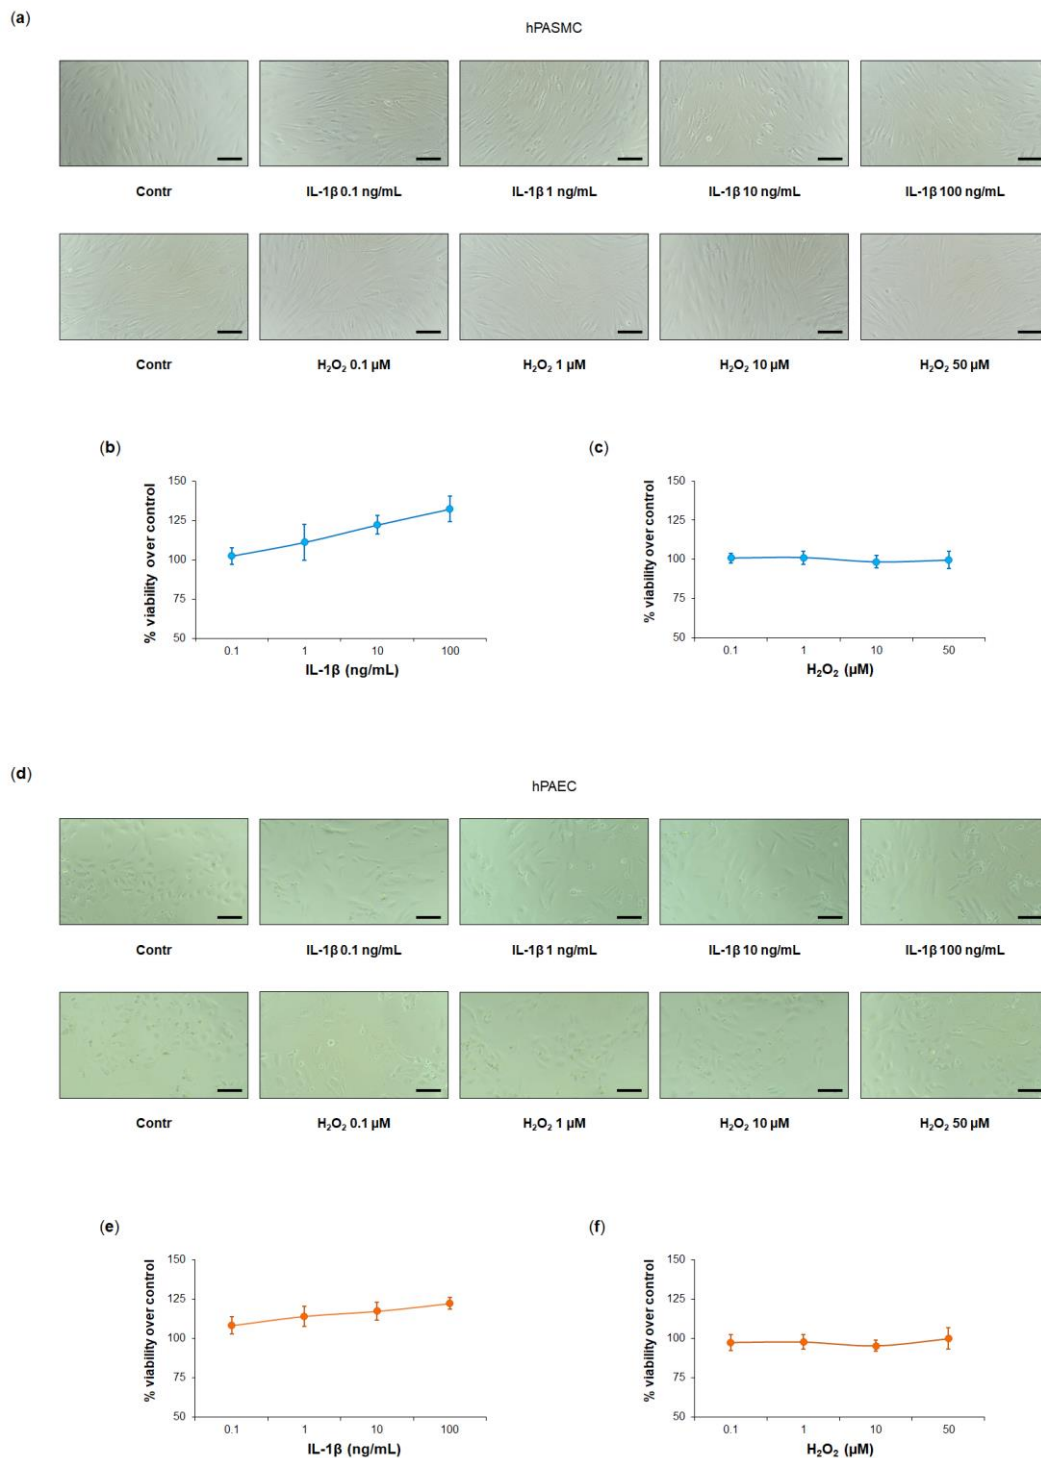 (a)
hPASMC
Contr IL-1β 0.1 ng/mL IL-1β 1 ng/mL IL-1β 10 ng/mL IL-1β 100 ng/mL
Contr H₂O₂ 0.1 µM H₂O₂ 1 µM H₂O₂ 10 µM H₂O₂ 50 µM
(b)
% viability over control
150
125
100
75
50
0.1 1 10 100
IL-1β (ng/mL)
(c)
% viability over control
150
125
100
75
50
0.1 1 10 50
H₂O₂ (µM)
(d)
hPAEC
Contr IL-1β 0.1 ng/mL IL-1β 1 ng/mL IL-1β 10 ng/mL IL-1β 100 ng/mL
Contr H₂O₂ 0.1 µM H₂O₂ 1 µM H₂O₂ 10 µM H₂O₂ 50 µM
(e)
% viability over control
150
125
100
75
50
0.1 1 10 100
IL-1β (ng/mL)
(f)
% viability over control
150
125
100
75
50
0.1 1 10 50
H₂O₂ (µM)